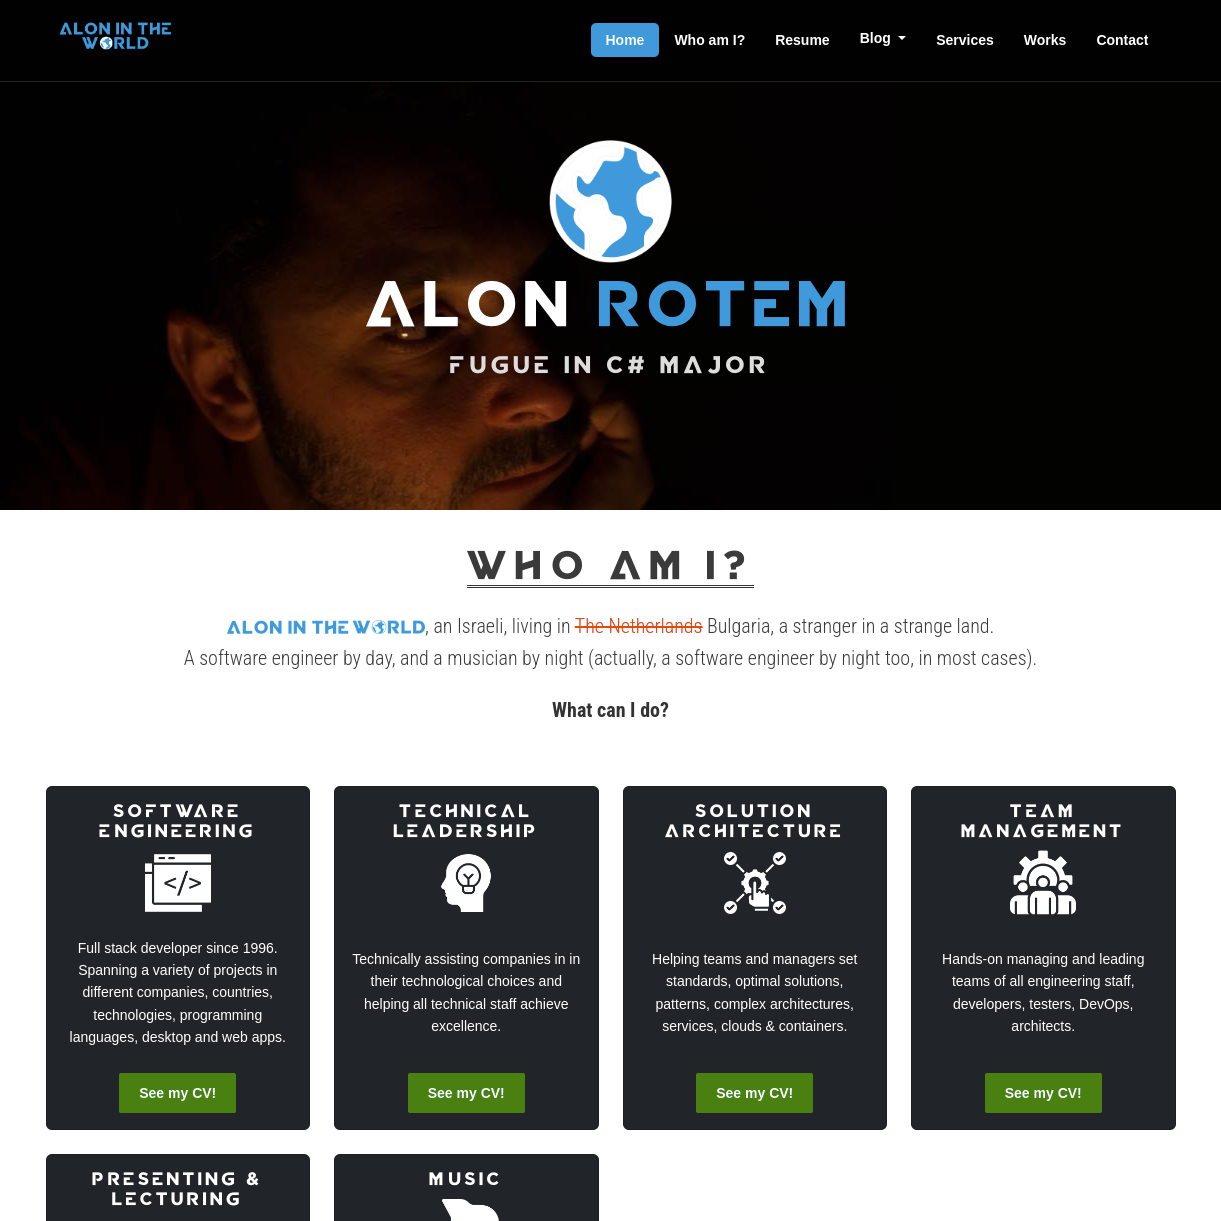 ALON IN THE
WORLD
Home
Who am I?
Resume
Blog
Services
Works
Contact
ALON ROTEM
FUGUE IN C# MAJOR
WHO AM I?
ALON IN THE WORLD, an Israeli, living in The Netherlands Bulgaria, a stranger in a strange land.
A software engineer by day, and a musician by night (actually, a software engineer by night too, in most cases).
What can I do?
SOFTWARE
ENGINEERING
</>
Full stack developer since 1996.
Spanning a variety of projects in
different companies, countries,
technologies, programming
languages, desktop and web apps.
See my CV!
TECHNICAL
LEADERSHIP
Technically assisting companies in in
their technological choices and
helping all technical staff achieve
excellence.
See my CV!
SOLUTION
ARCHITECTURE
Helping teams and managers set
standards, optimal solutions,
patterns, complex architectures,
services, clouds & containers.
See my CV!
TEAM
MANAGEMENT
Hands-on managing and leading
teams of all engineering staff,
developers, testers, DevOps,
architects.
See my CV!
PRESENTING &
LECTURING
MUSIC